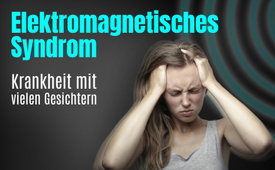 Elektromagnetisches
Syndrom
Krankheit mit
vielen Gesichtern